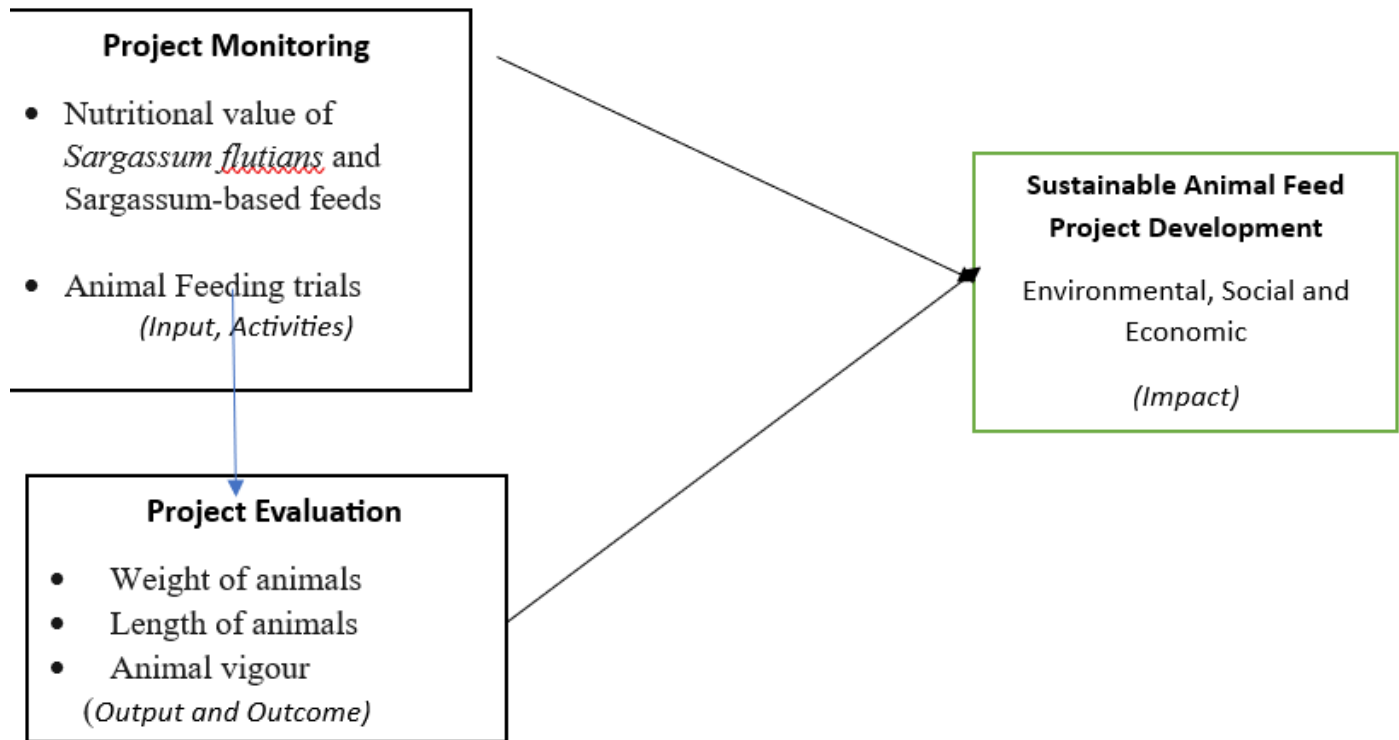 Project Monitoring
• Nutritional value of
Sargassum flutians and
Sargassum-based feeds
• Animal Feeding trials
(Input, Activities)
Project Evaluation
• Weight of animals
• Length of animals
• Animal vigour
(Output and Outcome)
Sustainable Animal Feed
Project Development
Environmental, Social and
Economic
(Impact)